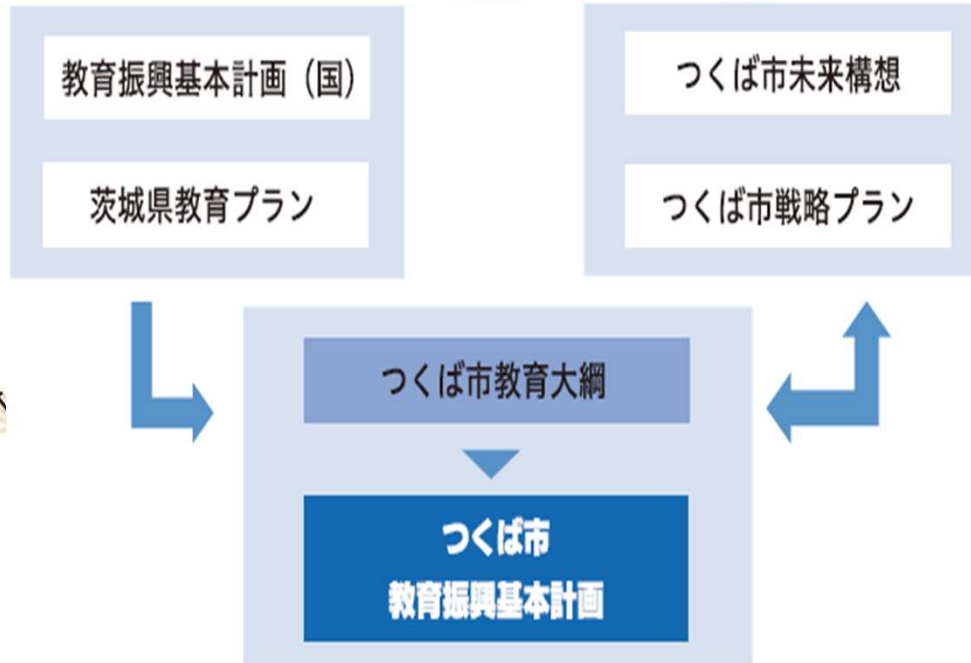 教育振興基本計画（国）
茨城県教育プラン
つくば市未来構想
つくば市戦略プラン
つくば市教育大綱
つくば市
教育振興基本計画